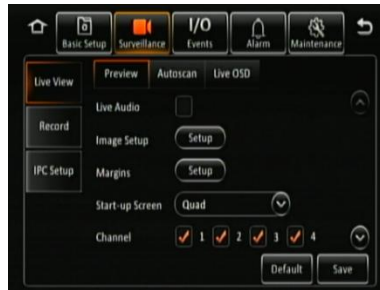 I/O
Basic Setup Surveillance Events Alarm Maintenance
Live View Preview Autoscan Live OSD
Live Audio
Record
Image Setup Setup
IPC Setup Margins Setup
Start-up Screen Quad
Channel 1 2 3 4
Default Save